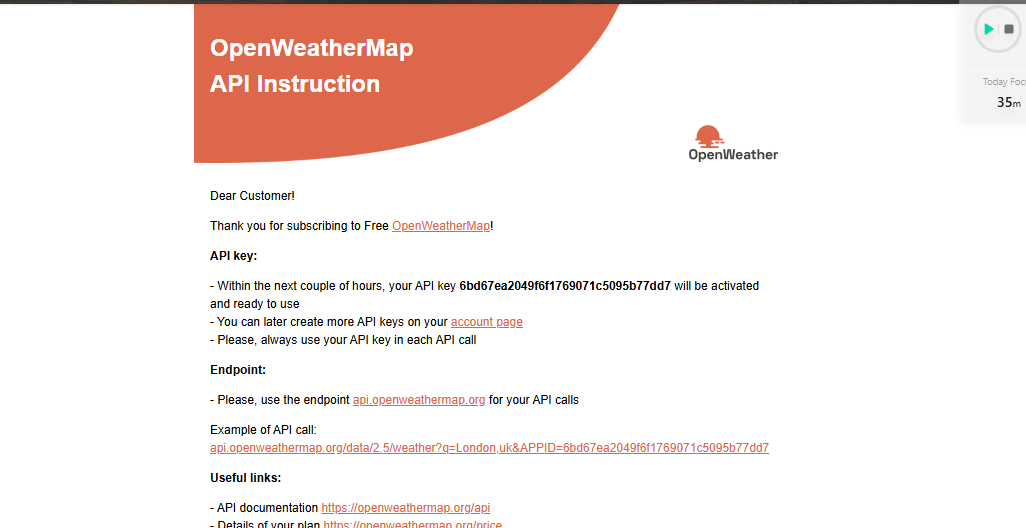 OpenWeatherMap
API Instruction
OpenWeather
Today Foc
35m
Dear Customer!
Thank you for subscribing to Free OpenWeatherMap!
API key:
- Within the next couple of hours, your API key 6bd67ea2049f6f1769071c5095b77dd7 will be activated
and ready to use
- You can later create more API keys on your account page
- Please, always use your API key in each API call
Endpoint:
- Please, use the endpoint api.openweathermap.org for your API calls
Example of API call:
api.openweathermap.org/data/2.5/weather?q=London,uk&APPID=6bd67ea2049f6f1769071c5095b77dd7
Useful links:
- API documentation https://openweathermap.org/api
- Details of your plan https://openweathermap.org/price